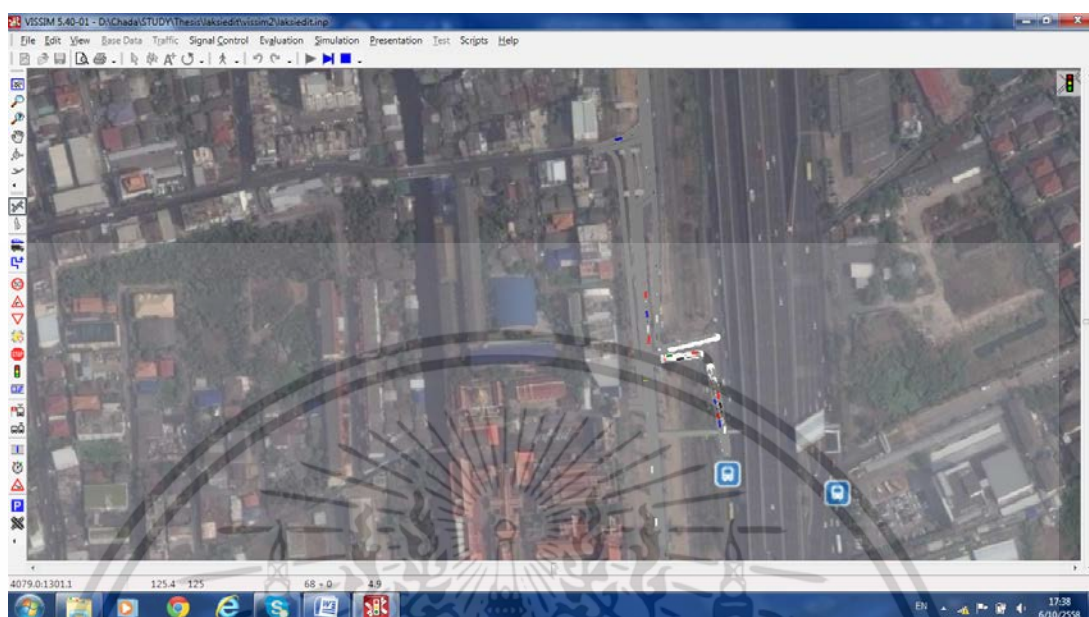 VISSIM 5.40-01 - D:\Chada\STUDY\Thesis\laksiedit\vissim2\laksiedit.inp
File Edit View Base Data Traffic Signal Control Evaluation Simulation Presentation Test Scripts Help
STOP
P
4079.0:1301.1 125.4 125 68 + 0 4.9
EN 17:38
6/10/2558